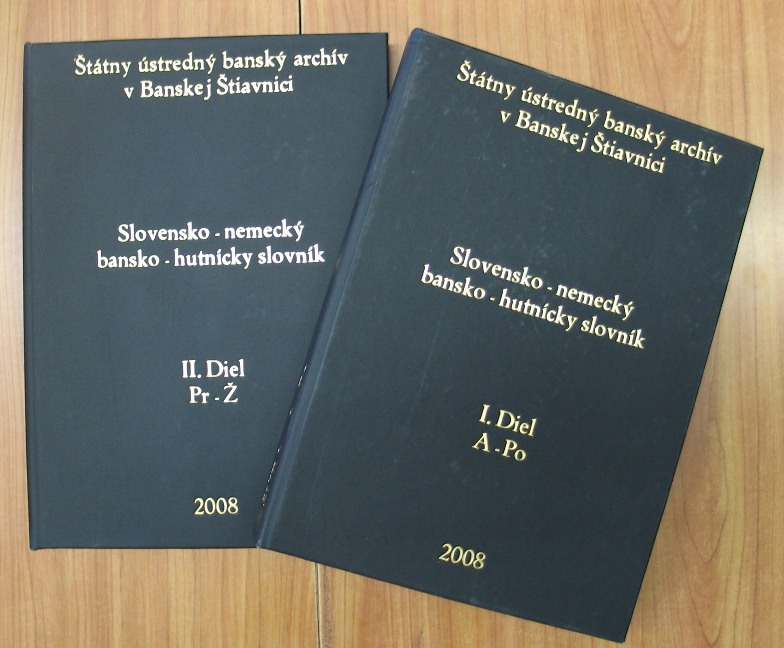 Štátny ústredný banský archív
v Banskej Štiavnici
Slovensko - nemecký
bansko - hutnícky slovník
II. Diel
Pr - Ž
2008
Štátny ústredný banský archív
v Banskej Štiavnici
Slovensko - nemecký
bansko - hutnícky slovník
I. Diel
A - Po
2008